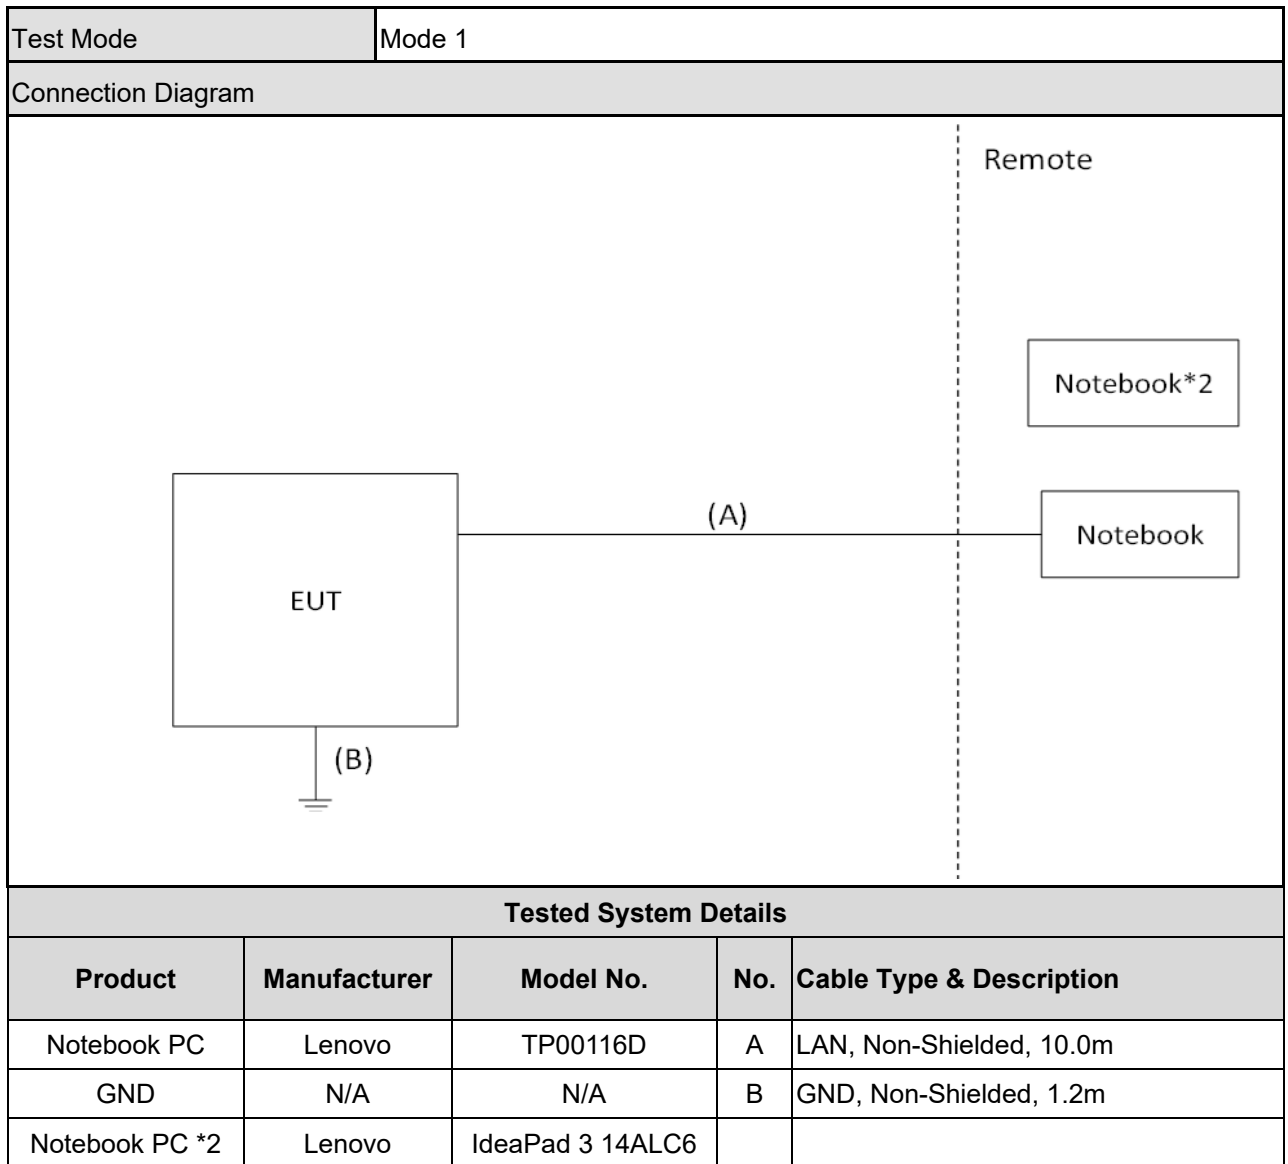 Test Mode Mode 1
Connection Diagram
Remote
Notebook*2
(A)
Notebook
EUT
(B)
Tested System Details
Product Manufacturer Model No. No. Cable Type & Description
Notebook PC Lenovo TP00116D A LAN, Non-Shielded, 10.0m
GND N/A N/A B GND, Non-Shielded, 1.2m
Notebook PC *2 Lenovo IdeaPad 3 14ALC6